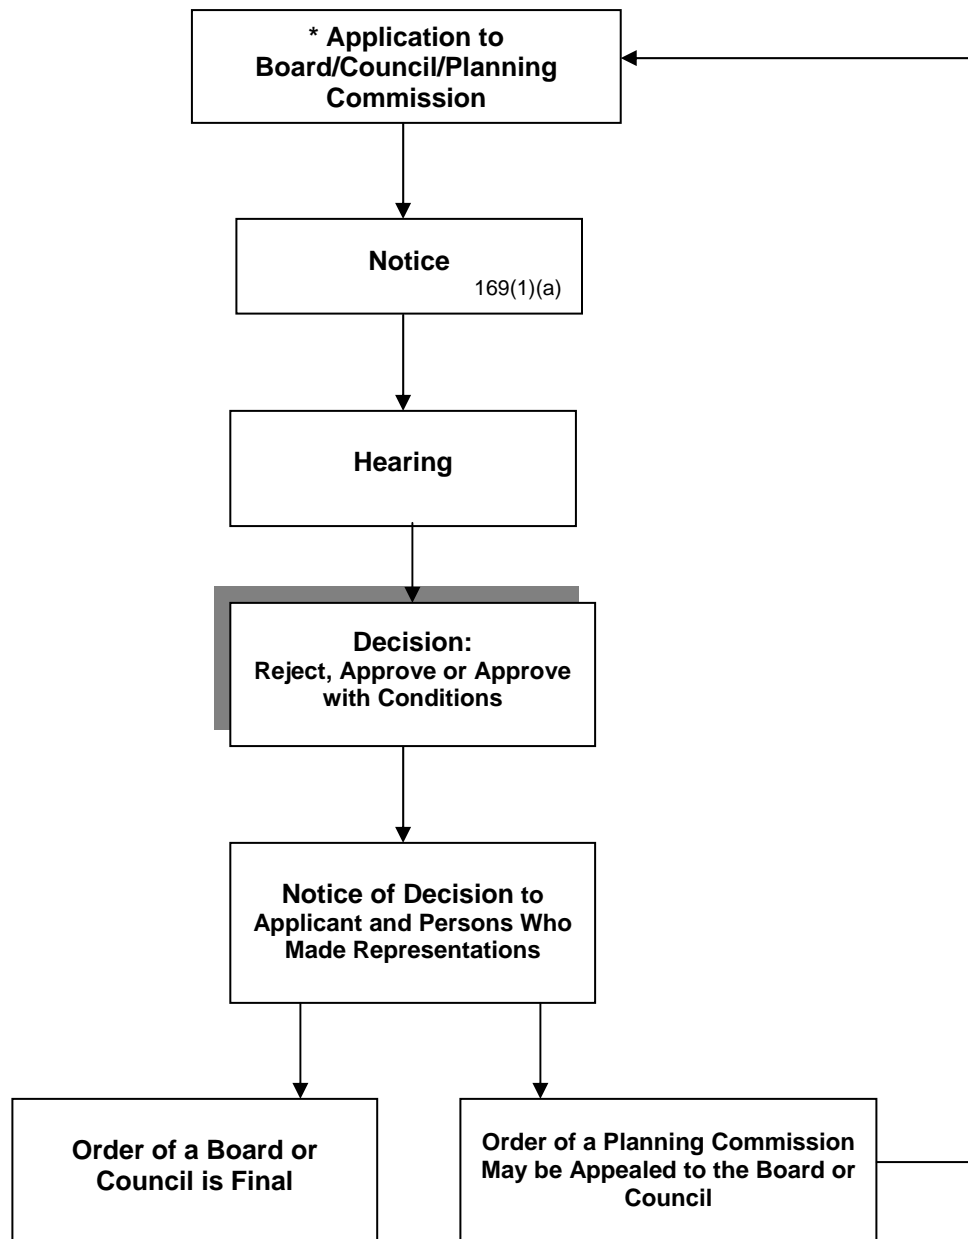 * Application to
Board/Council/Planning
Commission
Notice
169(1)(a)
Hearing
Decision:
Reject, Approve or Approve
with Conditions
Notice of Decision to
Applicant and Persons Who
Made Representations
Order of a Board or
Council is Final
Order of a Planning Commission
May be Appealed to the Board or
Council